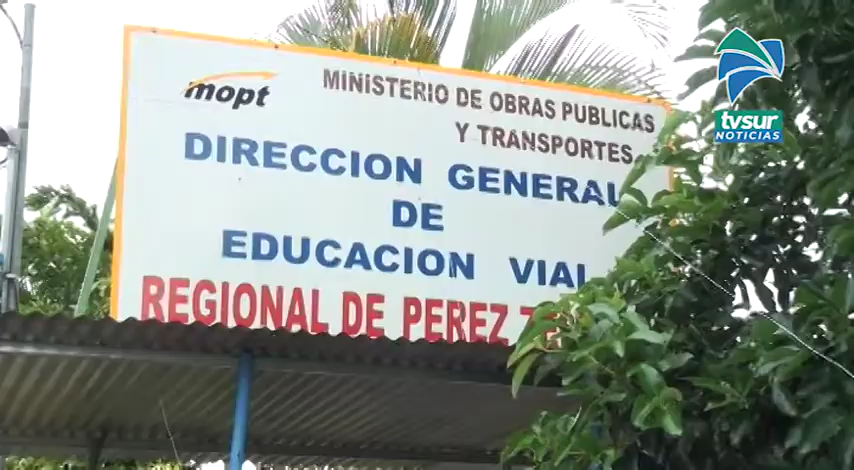 mopt
MINISTERIO DE OBRAS PUBLICAS
Y TRANSPORTES
DIRECCION GENERAL
DE
EDUCACION VIAL
REGIONAL DE PEREZ
tvsur
NOTICIAS